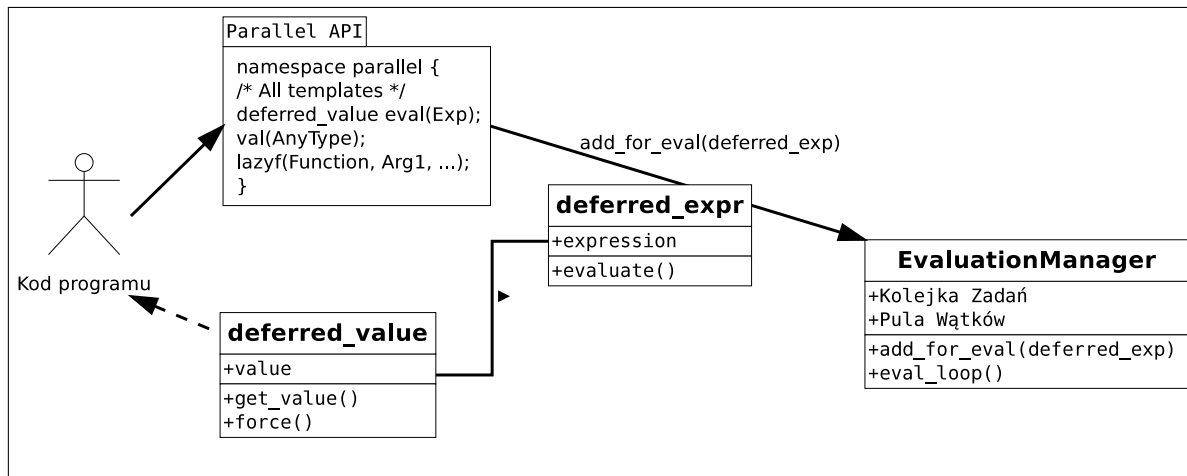 Parallel API
namespace parallel {
/* All templates */
deferred_value eval(Exp);
val(AnyType);
lazyf(Function, Arg1, ...);
}
add_for_eval(deferred_exp)
Kod programu
deferred_expr
+expression
+evaluate()
deferred_value
+value
+get_value()
+force()
EvaluationManager
+Kolejka Zadań
+Pula Wątków
+add_for_eval(deferred_exp)
+eval_loop()